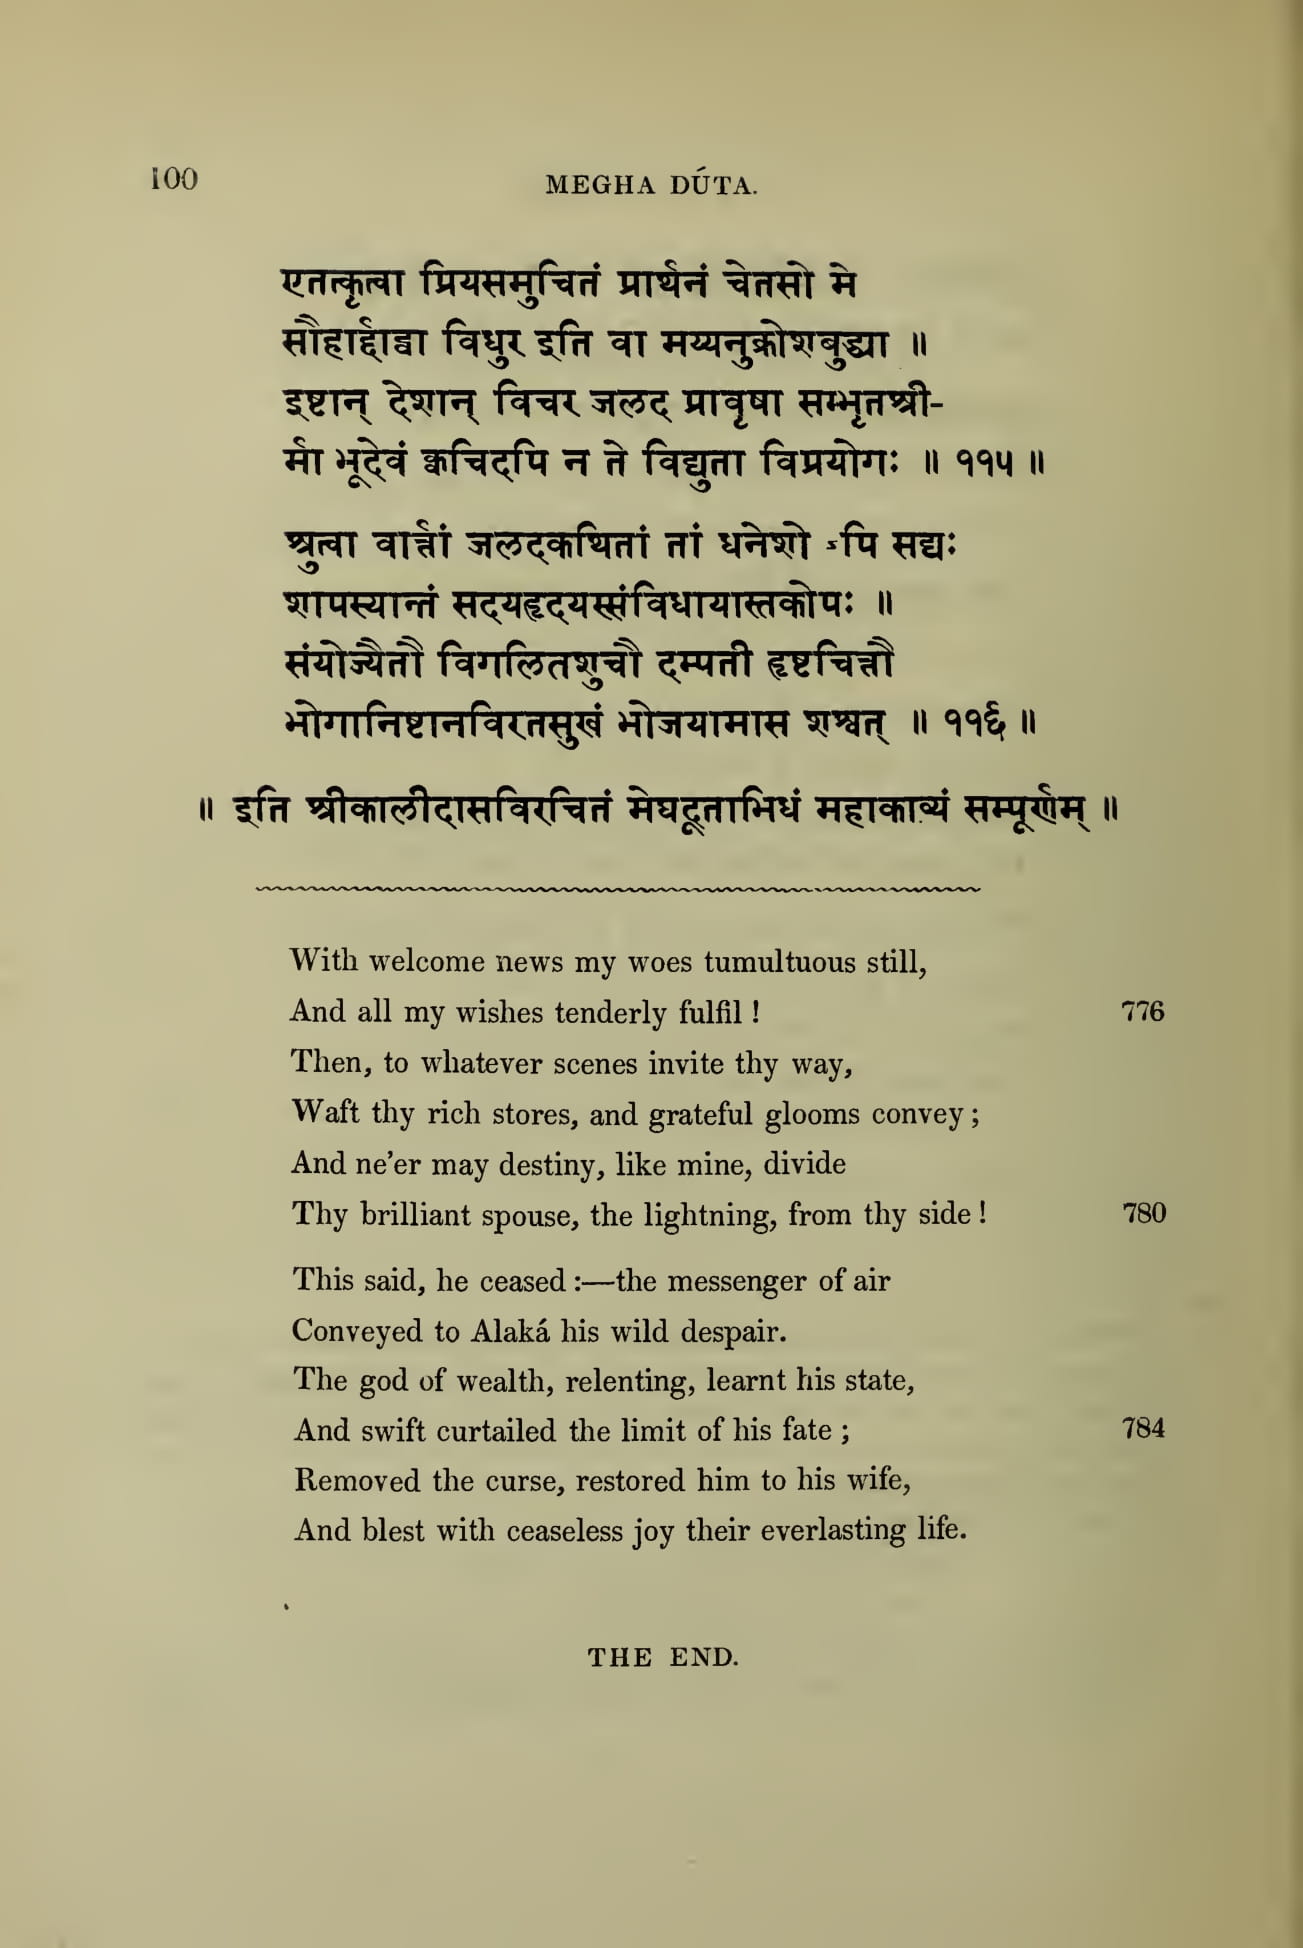 100
MEGHA DÚTA.
एतत्कृत्वा प्रियसमुचितं प्रार्थनं चेतसो मे
सौहार्द्दाद्वा विधुर इति वा मय्यनुक्रोशबुद्ध्या ॥
इष्टान् देशान् विचर जलद प्रावृषा सम्भृतश्री-
र्मा भूदेवं क्वचिदपि न ते विद्युता विप्रयोगः ॥ ११५ ॥
श्रुत्वा वार्त्तां जलदकथितां तां धनेशो ऽपि सद्यः
शापस्यान्तं सदयहृदयस्संविधायास्तकोपः ॥
संयोज्यैतौ विगलितशुचौ दम्पती हृष्टचित्तौ
भोगानिष्टानविरतसुखं भोजयामास शश्वत् ॥ ११६ ॥
॥ इति श्रीकालीदासविरचितं मेघदूताभिधं महाकाव्यं सम्पूर्णम् ॥
With welcome news my woes tumultuous still,
And all my wishes tenderly fulfil ! 776
Then, to whatever scenes invite thy way,
Waft thy rich stores, and grateful glooms convey ;
And ne'er may destiny, like mine, divide
Thy brilliant spouse, the lightning, from thy side ! 780
This said, he ceased :—the messenger of air
Conveyed to Alaká his wild despair.
The god of wealth, relenting, learnt his state,
And swift curtailed the limit of his fate ; 784
Removed the curse, restored him to his wife,
And blest with ceaseless joy their everlasting life.
THE END.